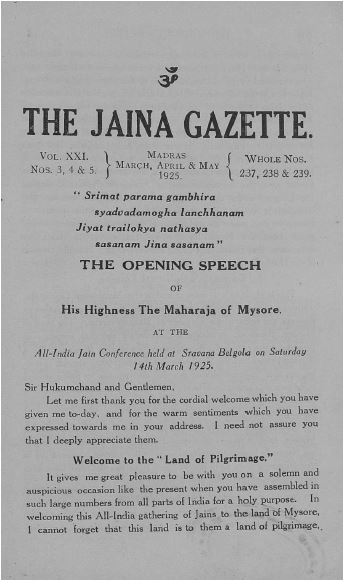 ॐ
THE JAINA GAZETTE.
VOL. XXI. NOS. 3, 4 & 5. } MADRAS MARCH, APRIL & MAY 1925. { WHOLE NOS. 237, 238 & 239.
" Srimat parama gambhira
syadvadamogha lanchhanam
Jiyat trailokya nathasya
sasanam Jina sasanam "
THE OPENING SPEECH
OF
His Highness The Maharaja of Mysore.
AT THE
All-India Jain Conference held at Sravana Belgola on Saturday
14th March 1925.
Sir Hukumchand and Gentlemen,
Let me first thank you for the cordial welcome which you have
given me to-day, and for the warm sentiments which you have
expressed towards me in your address. I need not assure you
that I deeply appreciate them.
Welcome to the " Land of Pilgrimage."
It gives me great pleasure to be with you on a solemn and
auspicious occasion like the present when you have assembled in
such large numbers from all parts of India for a holy purpose. In
welcoming this All-India gathering of Jains to the land of Mysore,
I cannot forget that this land is to them a land of pilgrimage,